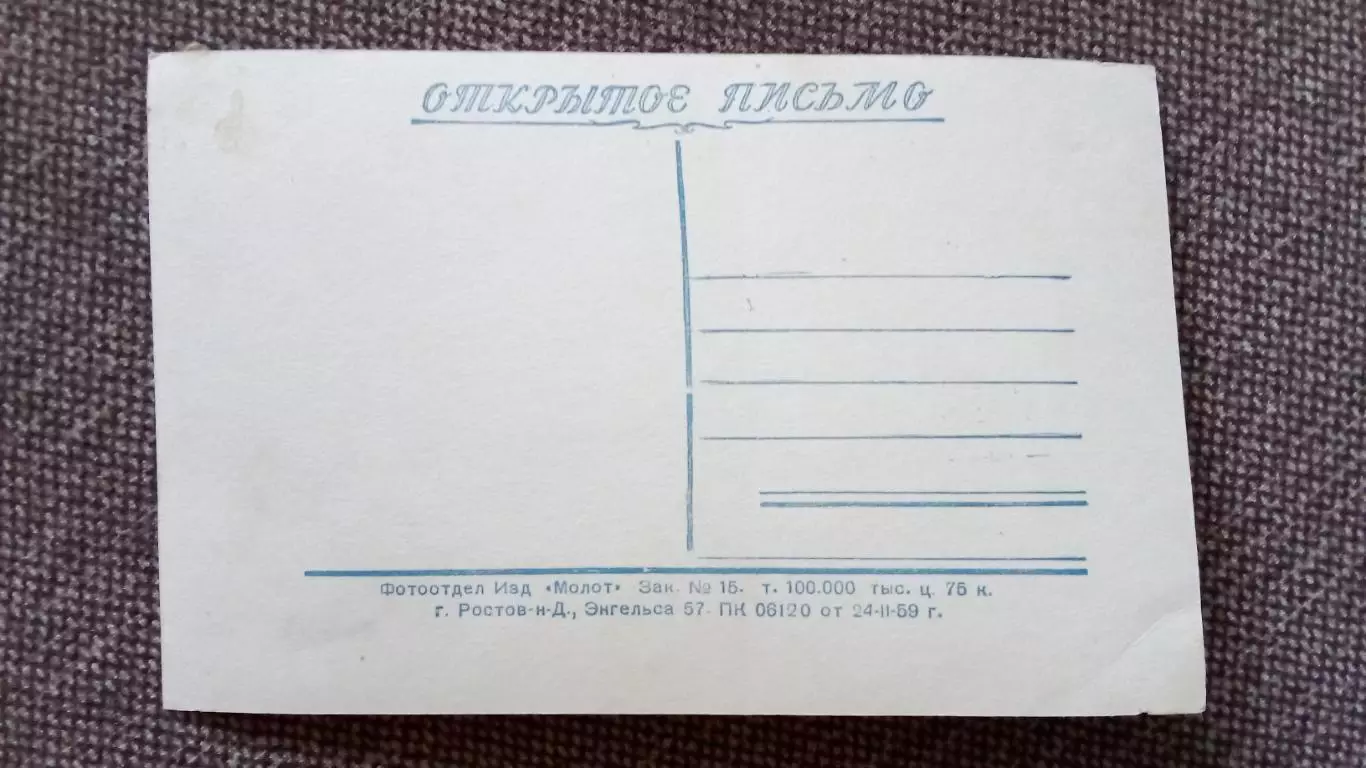 ОТКРЫТОЕ ПИСЬМО
Фотоотдел Изд «Молот» Зак. № 15. т. 100.000 тыс. ц. 75 к.
г. Ростов-н-Д., Энгельса 57. ПК 06120 от 24-II-59 г.